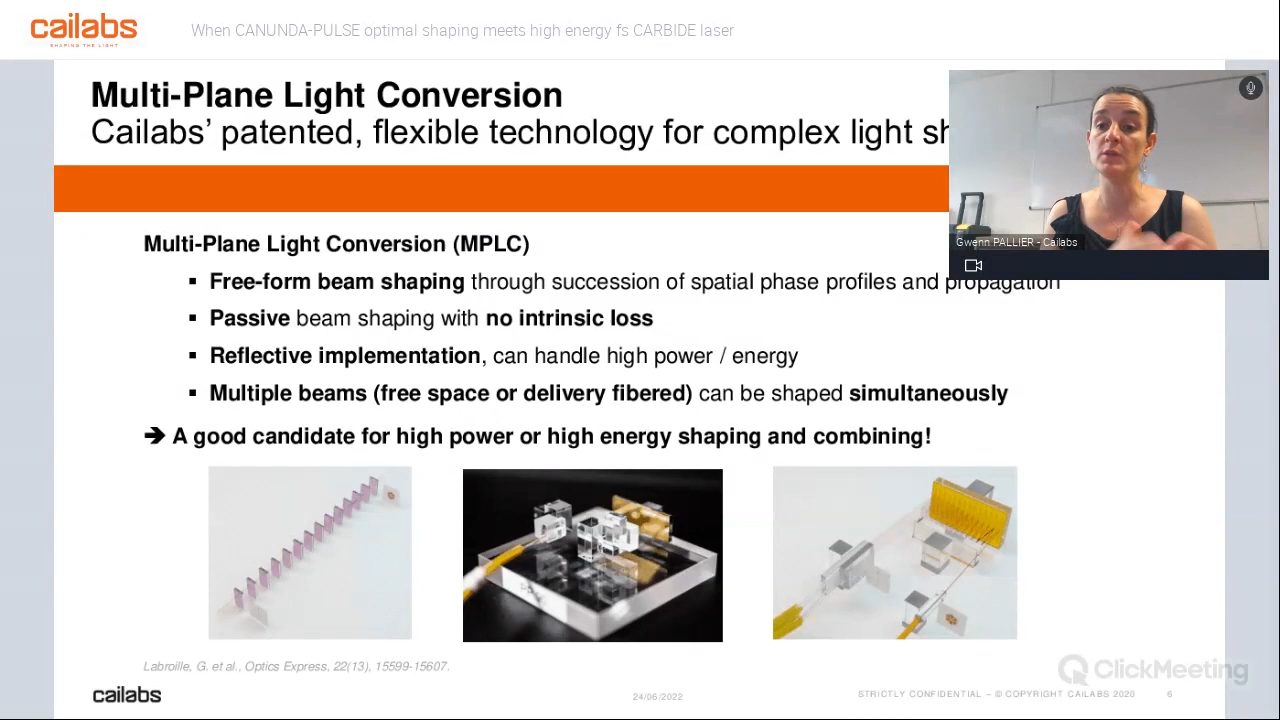 cailabs
SHAPING THE LIGHT
When CANUNDA-PULSE optimal shaping meets high energy fs CARBIDE laser
Multi-Plane Light Conversion
Cailabs’ patented, flexible technology for complex light sh
Gwenn PALLIER - Cailabs
Multi-Plane Light Conversion (MPLC)
▪ Free-form beam shaping through succession of spatial phase profiles and propagation
▪ Passive beam shaping with no intrinsic loss
▪ Reflective implementation, can handle high power / energy
▪ Multiple beams (free space or delivery fibered) can be shaped simultaneously
➔ A good candidate for high power or high energy shaping and combining!
Labroille, G. et al., Optics Express, 22(13), 15599-15607.
ClickMeeting
cailabs
24/06/2022
STRICTLY CONFIDENTIAL – © COPYRIGHT CAILABS 2020
6